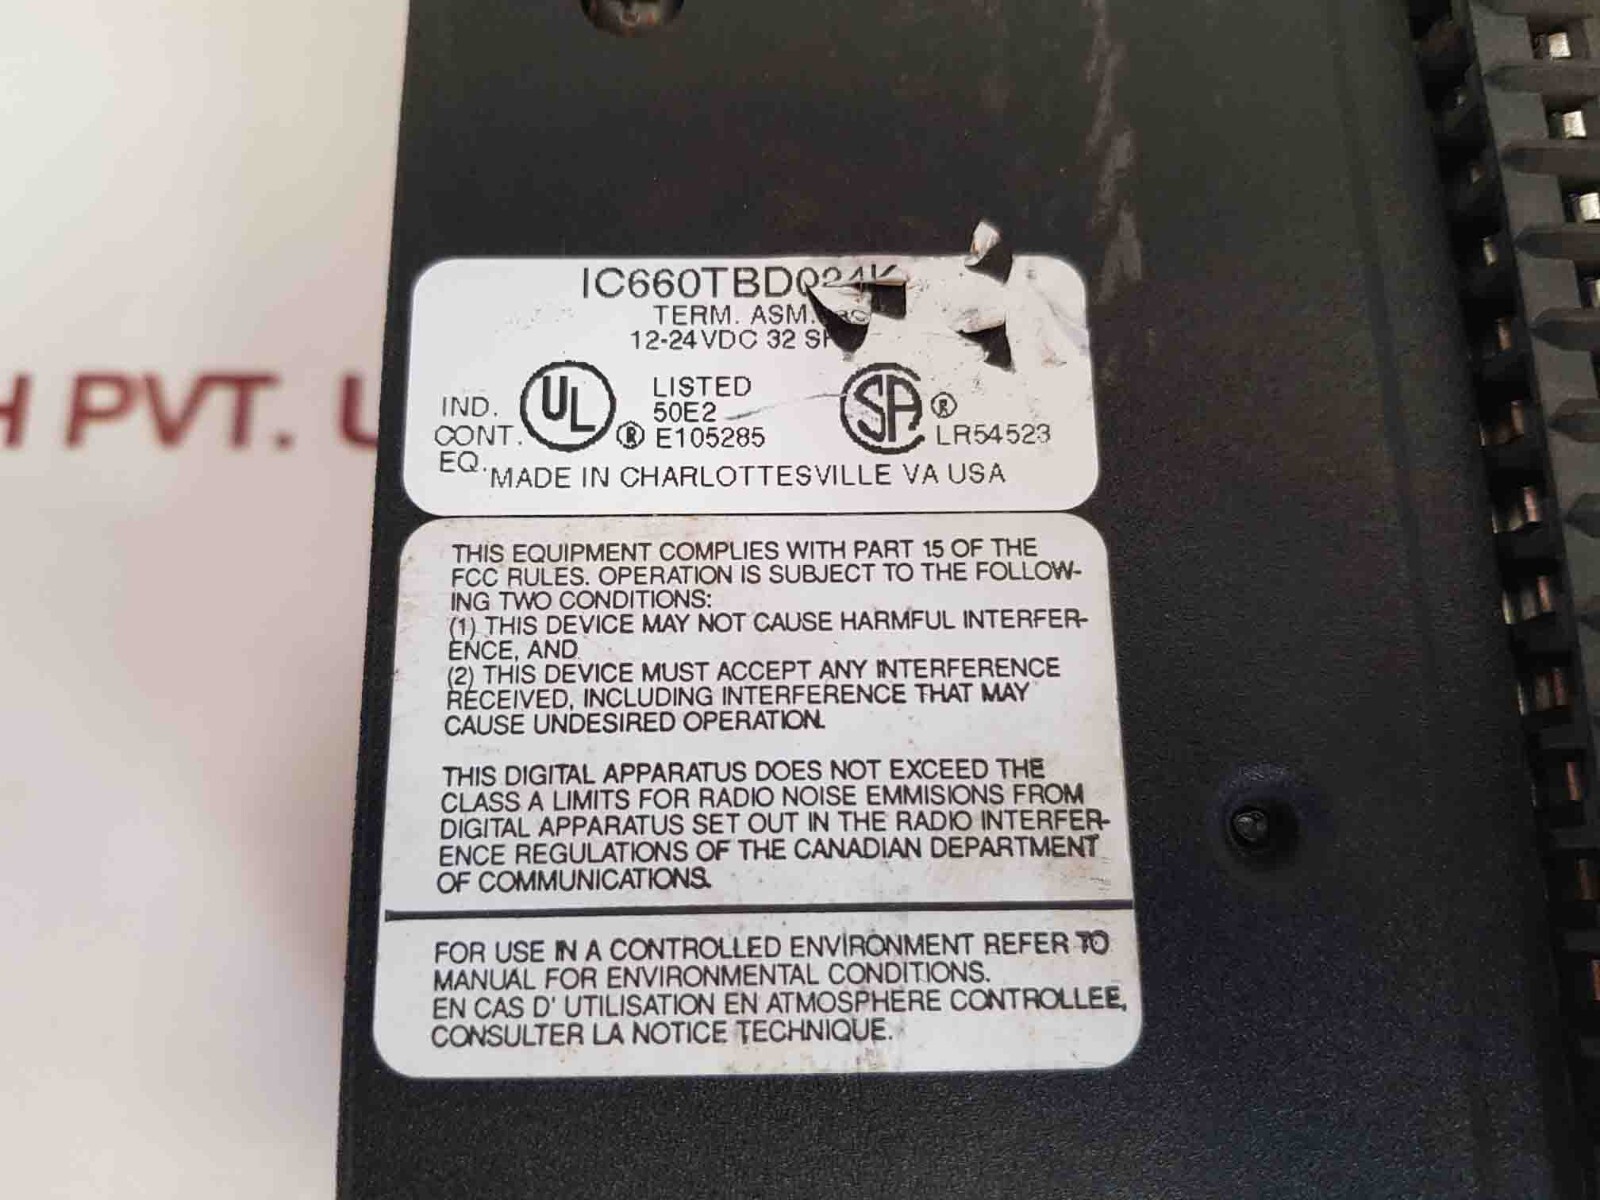 IC660TBD024K
TERM. ASM.
12-24VDC 32
IND.
CONT.
EQ.
UL
®
LISTED
50E2
E105285
SA
®
LR54523
MADE IN CHARLOTTESVILLE VA USA
PVT.
THIS EQUIPMENT COMPLIES WITH PART 15 OF THE
FCC RULES. OPERATION IS SUBJECT TO THE FOLLOW-
ING TWO CONDITIONS:
(1) THIS DEVICE MAY NOT CAUSE HARMFUL INTERFER-
ENCE, AND
(2) THIS DEVICE MUST ACCEPT ANY INTERFERENCE
RECEIVED, INCLUDING INTERFERENCE THAT MAY
CAUSE UNDESIRED OPERATION.
THIS DIGITAL APPARATUS DOES NOT EXCEED THE
CLASS A LIMITS FOR RADIO NOISE EMMISIONS FROM
DIGITAL APPARATUS SET OUT IN THE RADIO INTERFER-
ENCE REGULATIONS OF THE CANADIAN DEPARTMENT
OF COMMUNICATIONS.
FOR USE IN A CONTROLLED ENVIRONMENT REFER TO
MANUAL FOR ENVIRONMENTAL CONDITIONS.
EN CAS D' UTILISATION EN ATMOSPHERE CONTROLLEE,
CONSULTER LA NOTICE TECHNIQUE.